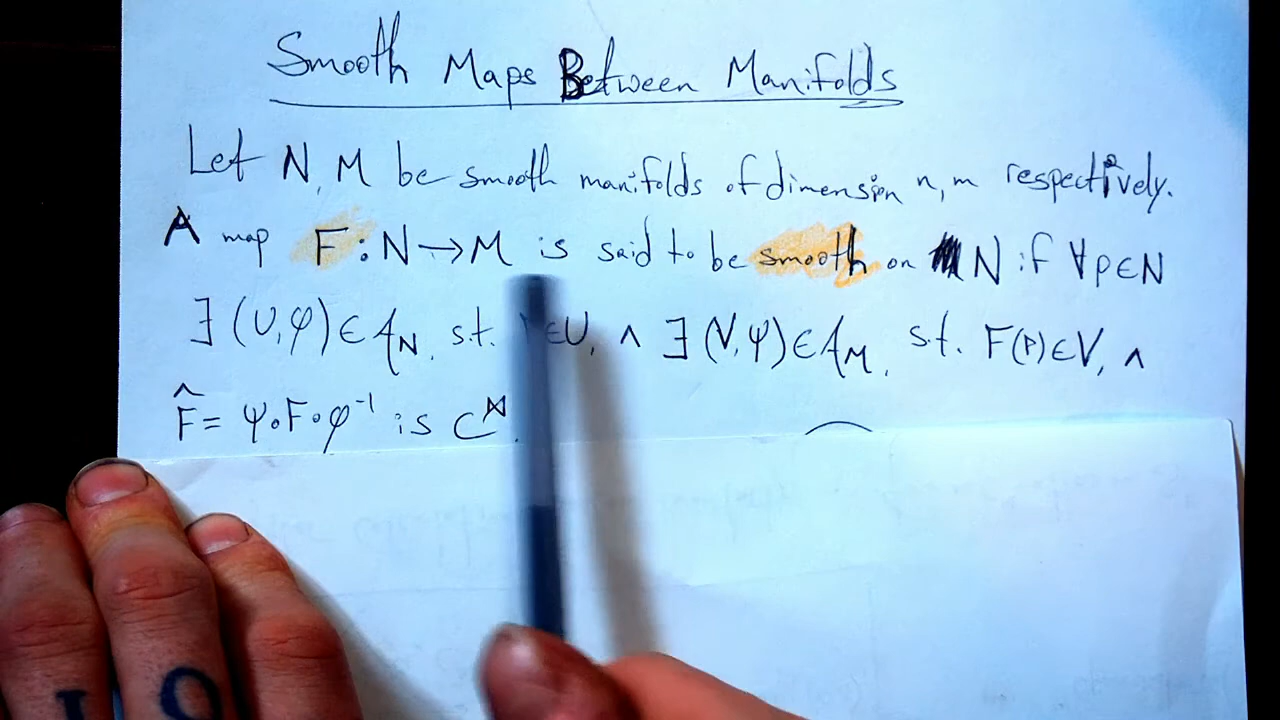 Smooth Maps Between Manifolds
Let N, M be smooth manifolds of dimension n, m respectively.
A map F : N → M is said to be smooth on N if ∀p∈N
∃ (U,φ) ∈ A_N, s.t. ∈U, ∧ ∃ (V,ψ) ∈ A_M, s.t. F(p)∈V, ∧
F̂ = ψ∘F∘φ⁻¹ is C